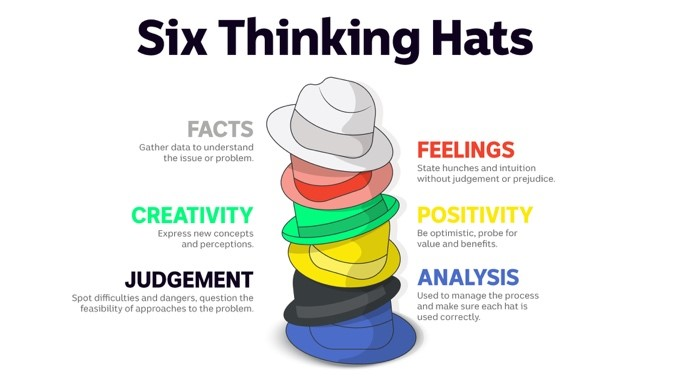 Six Thinking Hats
FACTS
Gather data to understand
the issue or problem.
FEELINGS
State hunches and intuition
without judgement or prejudice.
CREATIVITY
Express new concepts
and perceptions.
POSITIVITY
Be optimistic, probe for
value and benefits.
JUDGEMENT
Spot difficulties and dangers, question the
feasibility of approaches to the problem.
ANALYSIS
Used to manage the process
and make sure each hat is
used correctly.